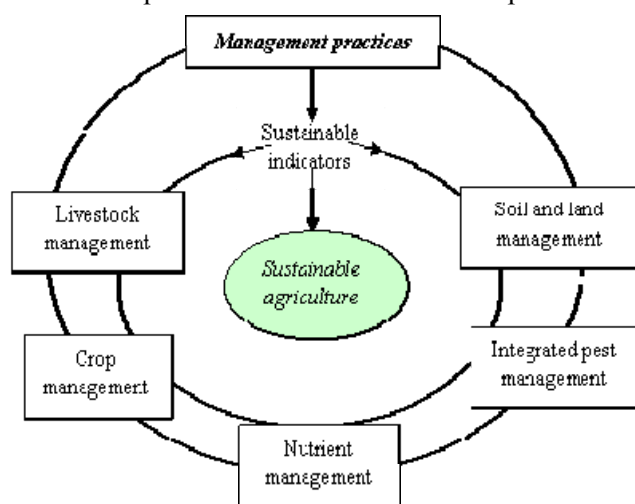 Management practices
Sustainable
indicators
Livestock
management
Soil and land
management
Sustainable
agriculture
Crop
management
Integrated pest
management
Nutrient
management